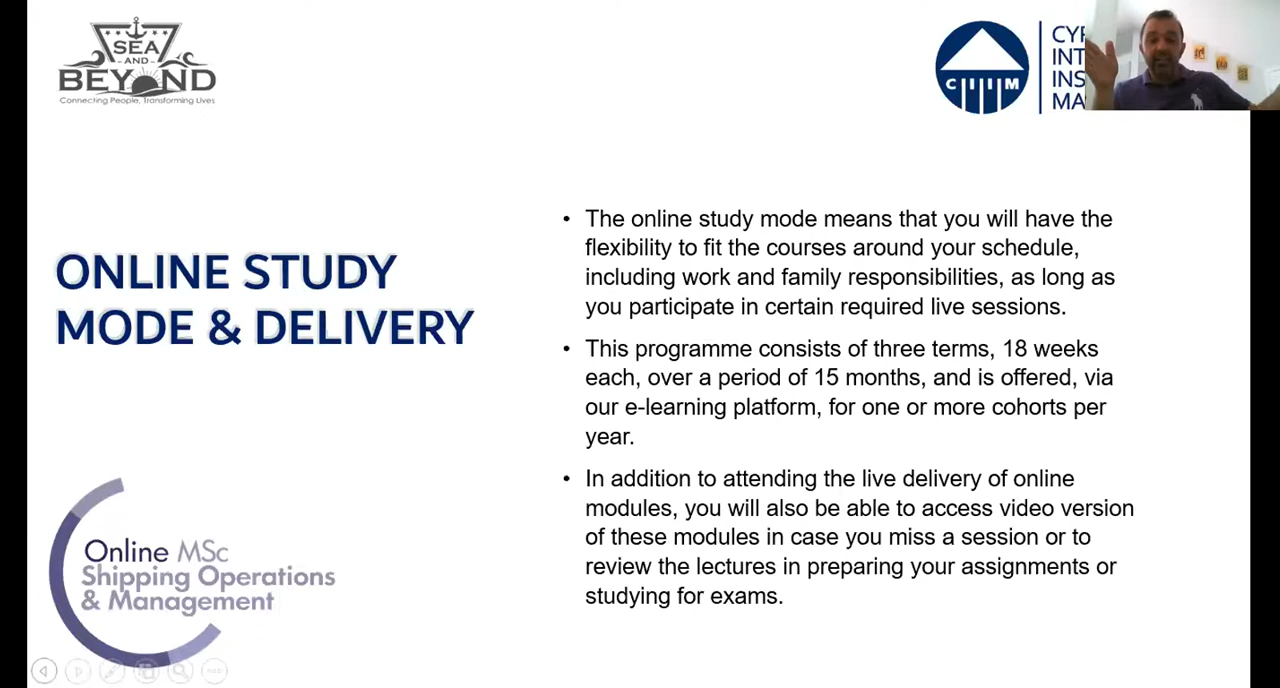 SEA
AND
BEYOND
Connecting People, Transforming Lives
CIIM
INT
INS
MA
ONLINE STUDY
MODE & DELIVERY
• The online study mode means that you will have the
flexibility to fit the courses around your schedule,
including work and family responsibilities, as long as
you participate in certain required live sessions.
• This programme consists of three terms, 18 weeks
each, over a period of 15 months, and is offered, via
our e-learning platform, for one or more cohorts per
year.
• In addition to attending the live delivery of online
modules, you will also be able to access video version
of these modules in case you miss a session or to
review the lectures in preparing your assignments or
studying for exams.
Online MSc
Shipping Operations
& Management